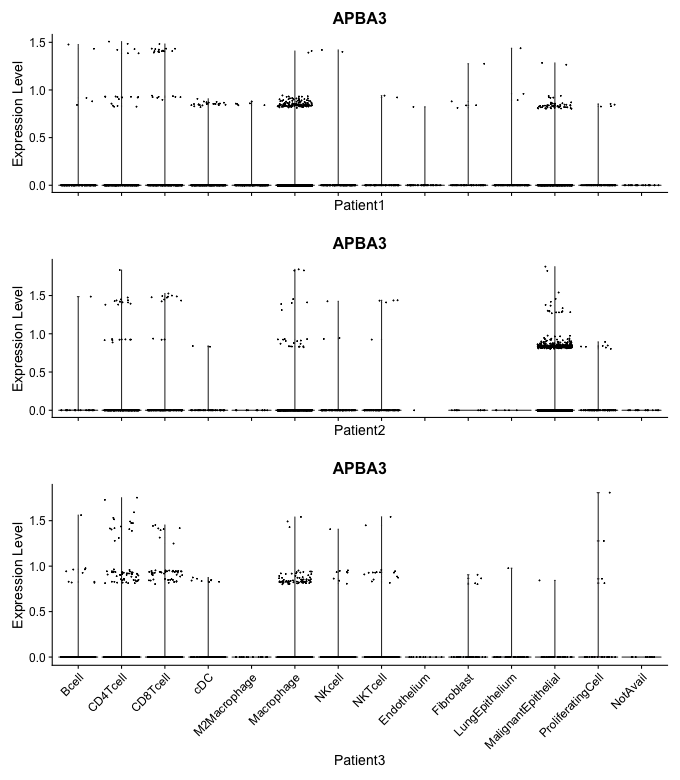 APBA3
Expression Level
1.5
1.0
0.5
0.0
Patient1
APBA3
Expression Level
1.5
1.0
0.5
0.0
Patient2
APBA3
Expression Level
1.5
1.0
0.5
0.0
Bcell
CD4Tcell
CD8Tcell
cDC
M2Macrophage
Macrophage
NKcell
NKTcell
Endothelium
Fibroblast
LungEpithelium
MalignantEpithelial
ProliferatingCell
NotAvail
Patient3